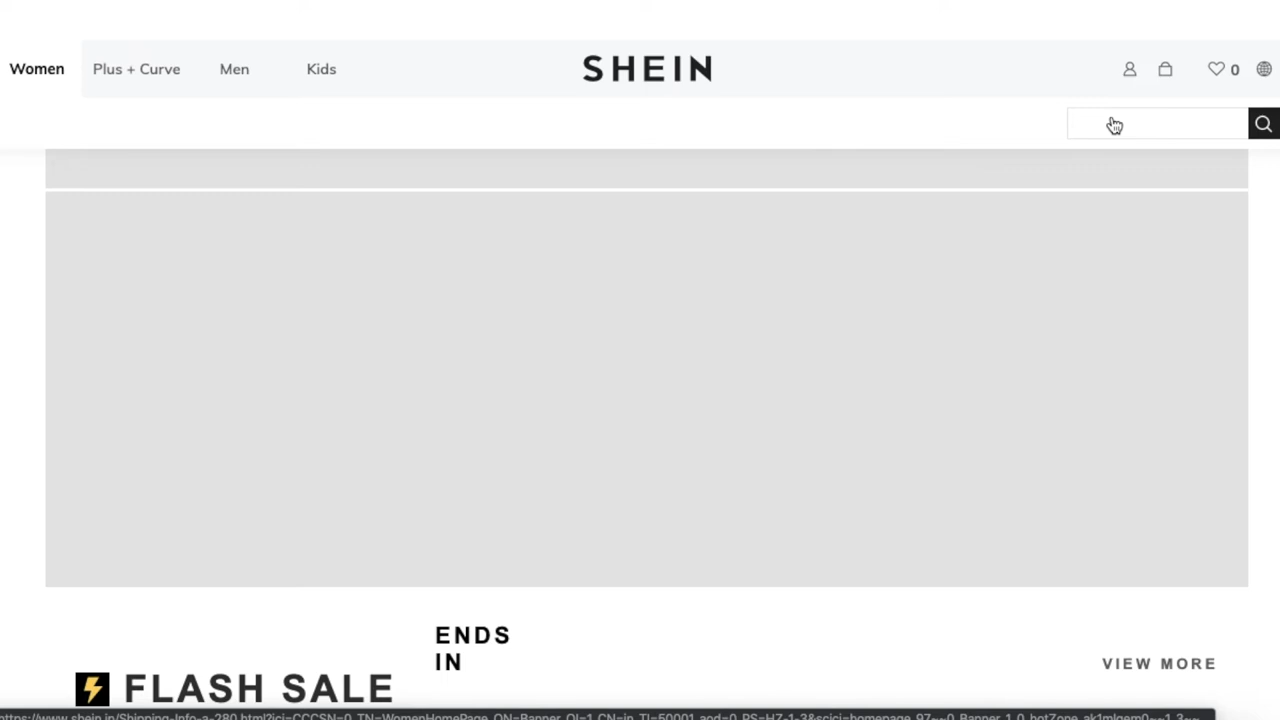 Women Plus + Curve Men Kids SHEIN 0
ENDS
IN
FLASH SALE
VIEW MORE